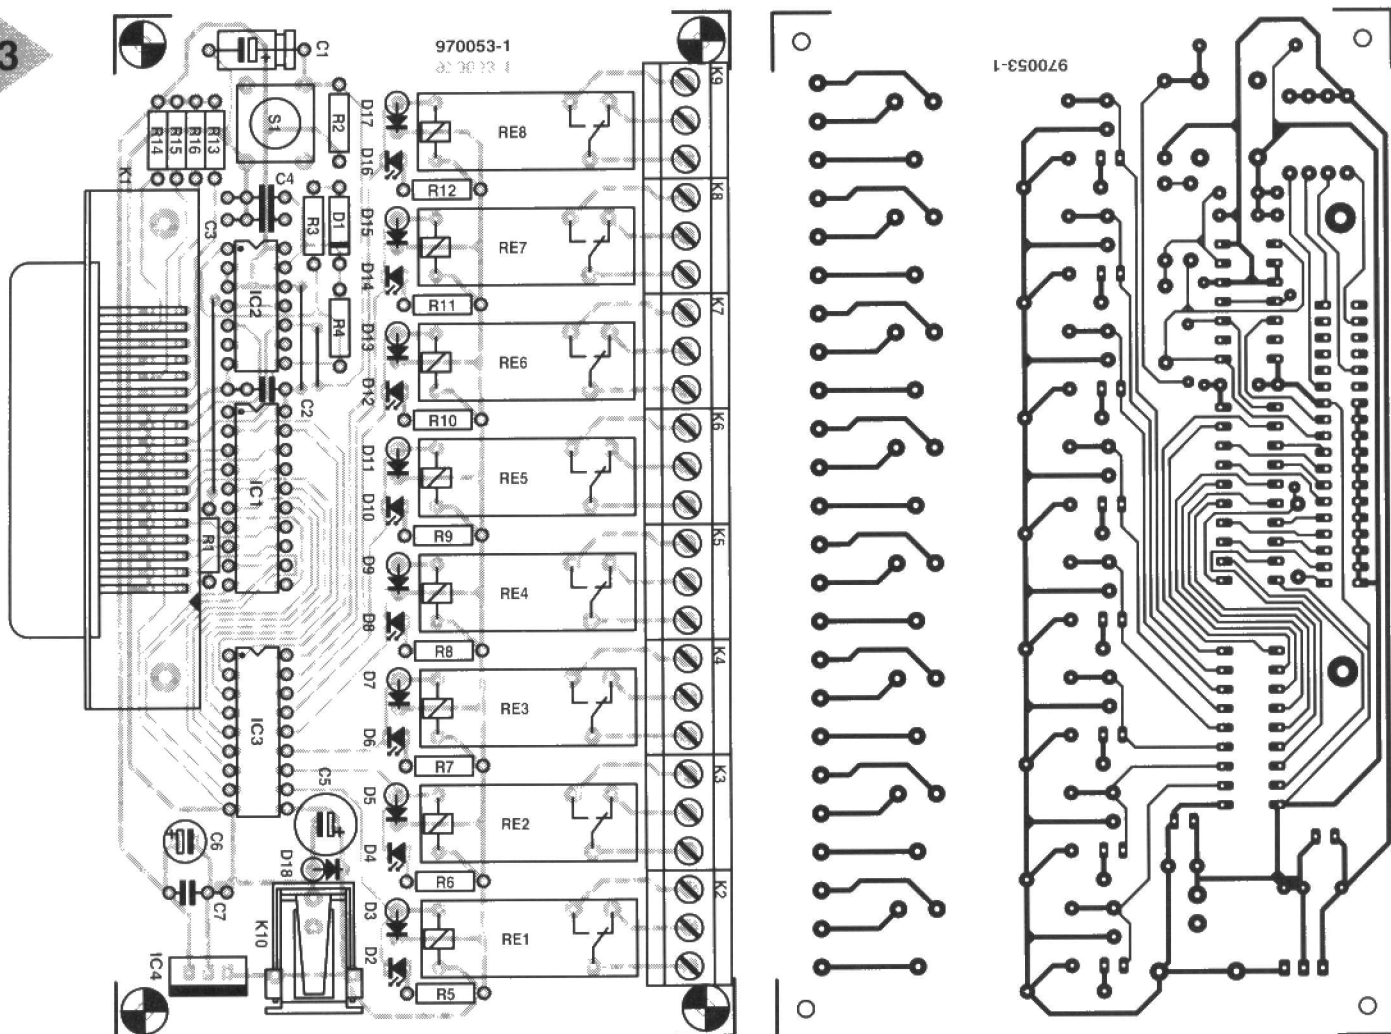 3
970053-1
C1
K9
D17
R2
S1
RE8
R14
R15
R16
R13
D16
R12
K1
C4
K8
C3
R3
D1
D15
RE7
D14
R11
IC2
K7
R4
D13
RE6
D12
R10
C2
K6
D11
RE5
IC1
D10
R9
R1
K5
D9
RE4
D8
R8
K4
D7
RE3
IC3
D6
R7
K3
C5
D5
RE2
C6
D4
R6
D18
K2
C7
D3
RE1
K10
IC4
D2
R5
970053-1